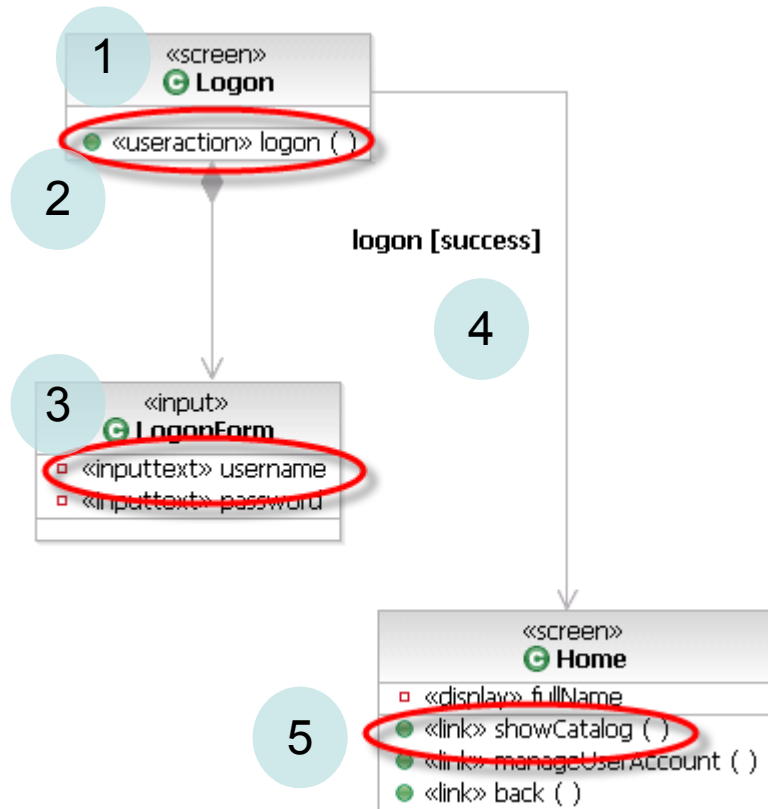 1
«screen»
C Logon
«useraction» logon ( )
2
logon [success]
4
3
«input»
C LogonForm
«inputtext» username
«inputtext» password
«screen»
C Home
«display» fullName
5
«link» showCatalog ( )
«link» manageUserAccount ( )
«link» back ( )